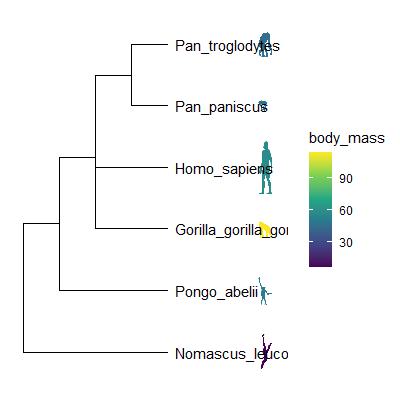 Pan_troglodytes
Pan_paniscus
body_mass
90
Homo_sapiens
60
Gorilla_gorilla_gor
30
Pongo_abelii
Nomascus_leuco